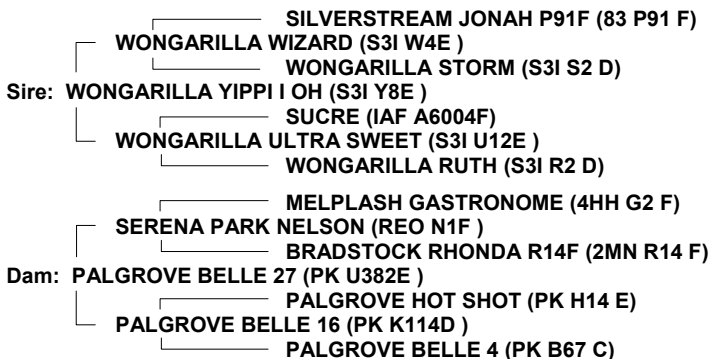 SILVERSTREAM JONAH P91F (83 P91 F)
WONGARILLA WIZARD (S3I W4E )
WONGARILLA STORM (S3I S2 D)
Sire: WONGARILLA YIPPI I OH (S3I Y8E )
SUCRE (IAF A6004F)
WONGARILLA ULTRA SWEET (S3I U12E )
WONGARILLA RUTH (S3I R2 D)
MELPLASH GASTRONOME (4HH G2 F)
SERENA PARK NELSON (REO N1F )
BRADSTOCK RHONDA R14F (2MN R14 F)
Dam: PALGROVE BELLE 27 (PK U382E )
PALGROVE HOT SHOT (PK H14 E)
PALGROVE BELLE 16 (PK K114D )
PALGROVE BELLE 4 (PK B67 C)